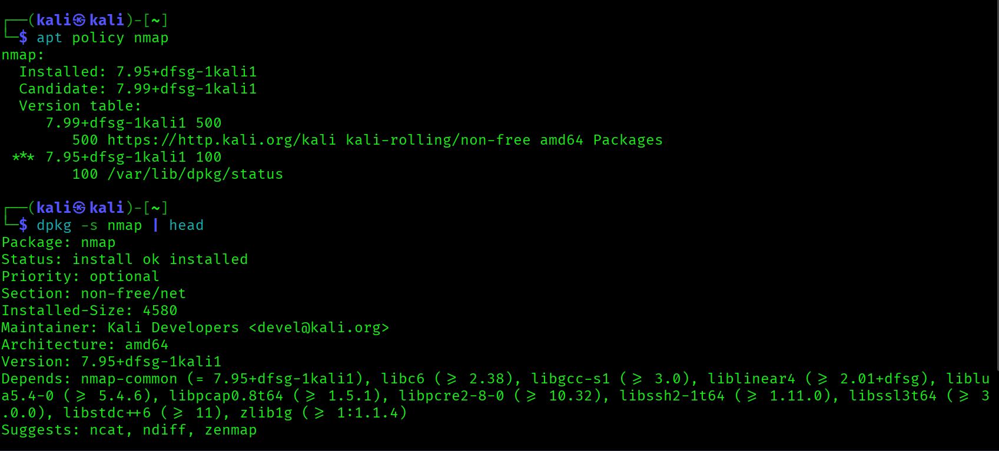 ┌──(kali㉿kali)-[~]
└─$ apt policy nmap
nmap:
  Installed: 7.95+dfsg-1kali1
  Candidate: 7.99+dfsg-1kali1
  Version table:
     7.99+dfsg-1kali1 500
        500 https://http.kali.org/kali kali-rolling/non-free amd64 Packages
 *** 7.95+dfsg-1kali1 100
        100 /var/lib/dpkg/status

┌──(kali㉿kali)-[~]
└─$ dpkg -s nmap | head
Package: nmap
Status: install ok installed
Priority: optional
Section: non-free/net
Installed-Size: 4580
Maintainer: Kali Developers <devel@kali.org>
Architecture: amd64
Version: 7.95+dfsg-1kali1
Depends: nmap-common (= 7.95+dfsg-1kali1), libc6 (>= 2.38), libgcc-s1 (>= 3.0), liblinear4 (>= 2.01+dfsg), liblu
a5.4-0 (>= 5.4.6), libpcap0.8t64 (>= 1.5.1), libpcre2-8-0 (>= 10.32), libssh2-1t64 (>= 1.11.0), libssl3t64 (>= 3
.0.0), libstdc++6 (>= 11), zlib1g (>= 1:1.1.4)
Suggests: ncat, ndiff, zenmap